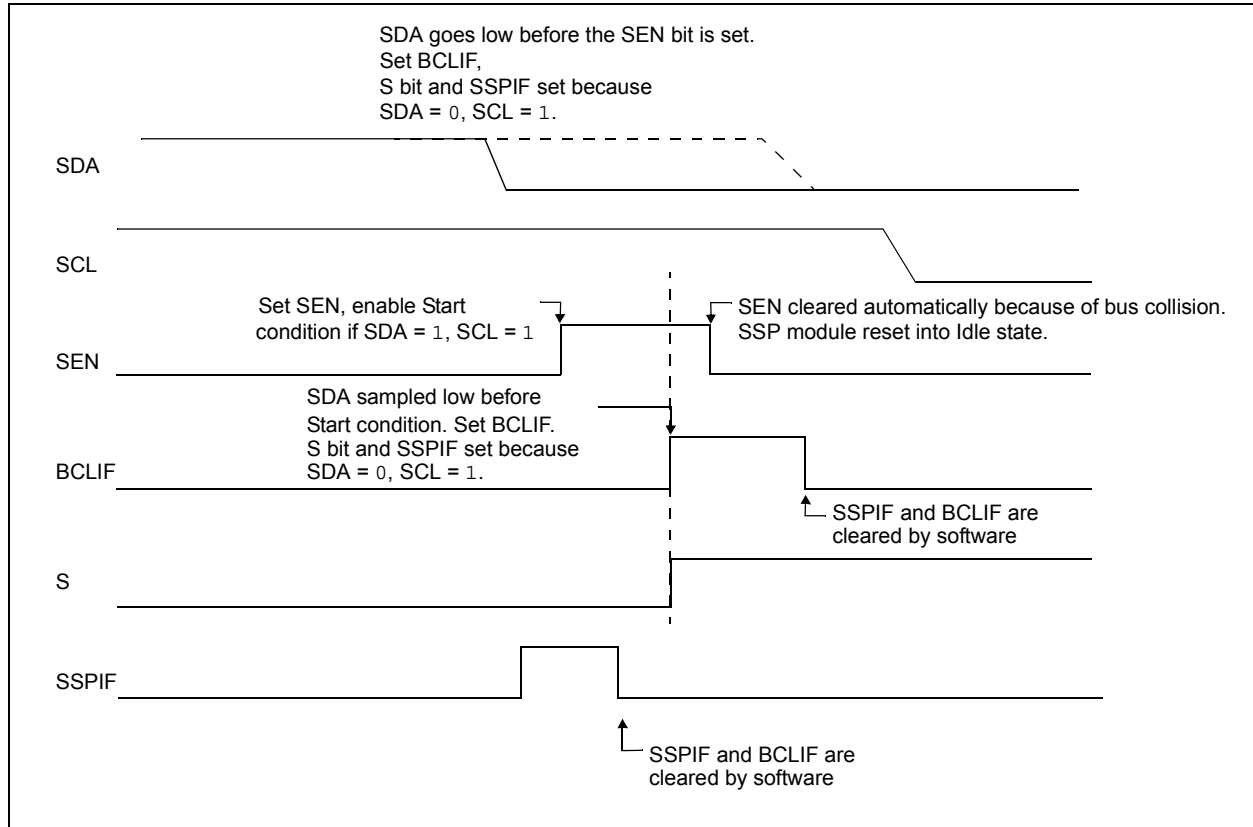 SDA goes low before the SEN bit is set.
Set BCLIF,
S bit and SSPIF set because
SDA = 0, SCL = 1.
SDA
SCL
Set SEN, enable Start
condition if SDA = 1, SCL = 1
SEN cleared automatically because of bus collision.
SSP module reset into Idle state.
SEN
SDA sampled low before
Start condition. Set BCLIF.
S bit and SSPIF set because
SDA = 0, SCL = 1.
BCLIF
SSPIF and BCLIF are
cleared by software
S
SSPIF
SSPIF and BCLIF are
cleared by software